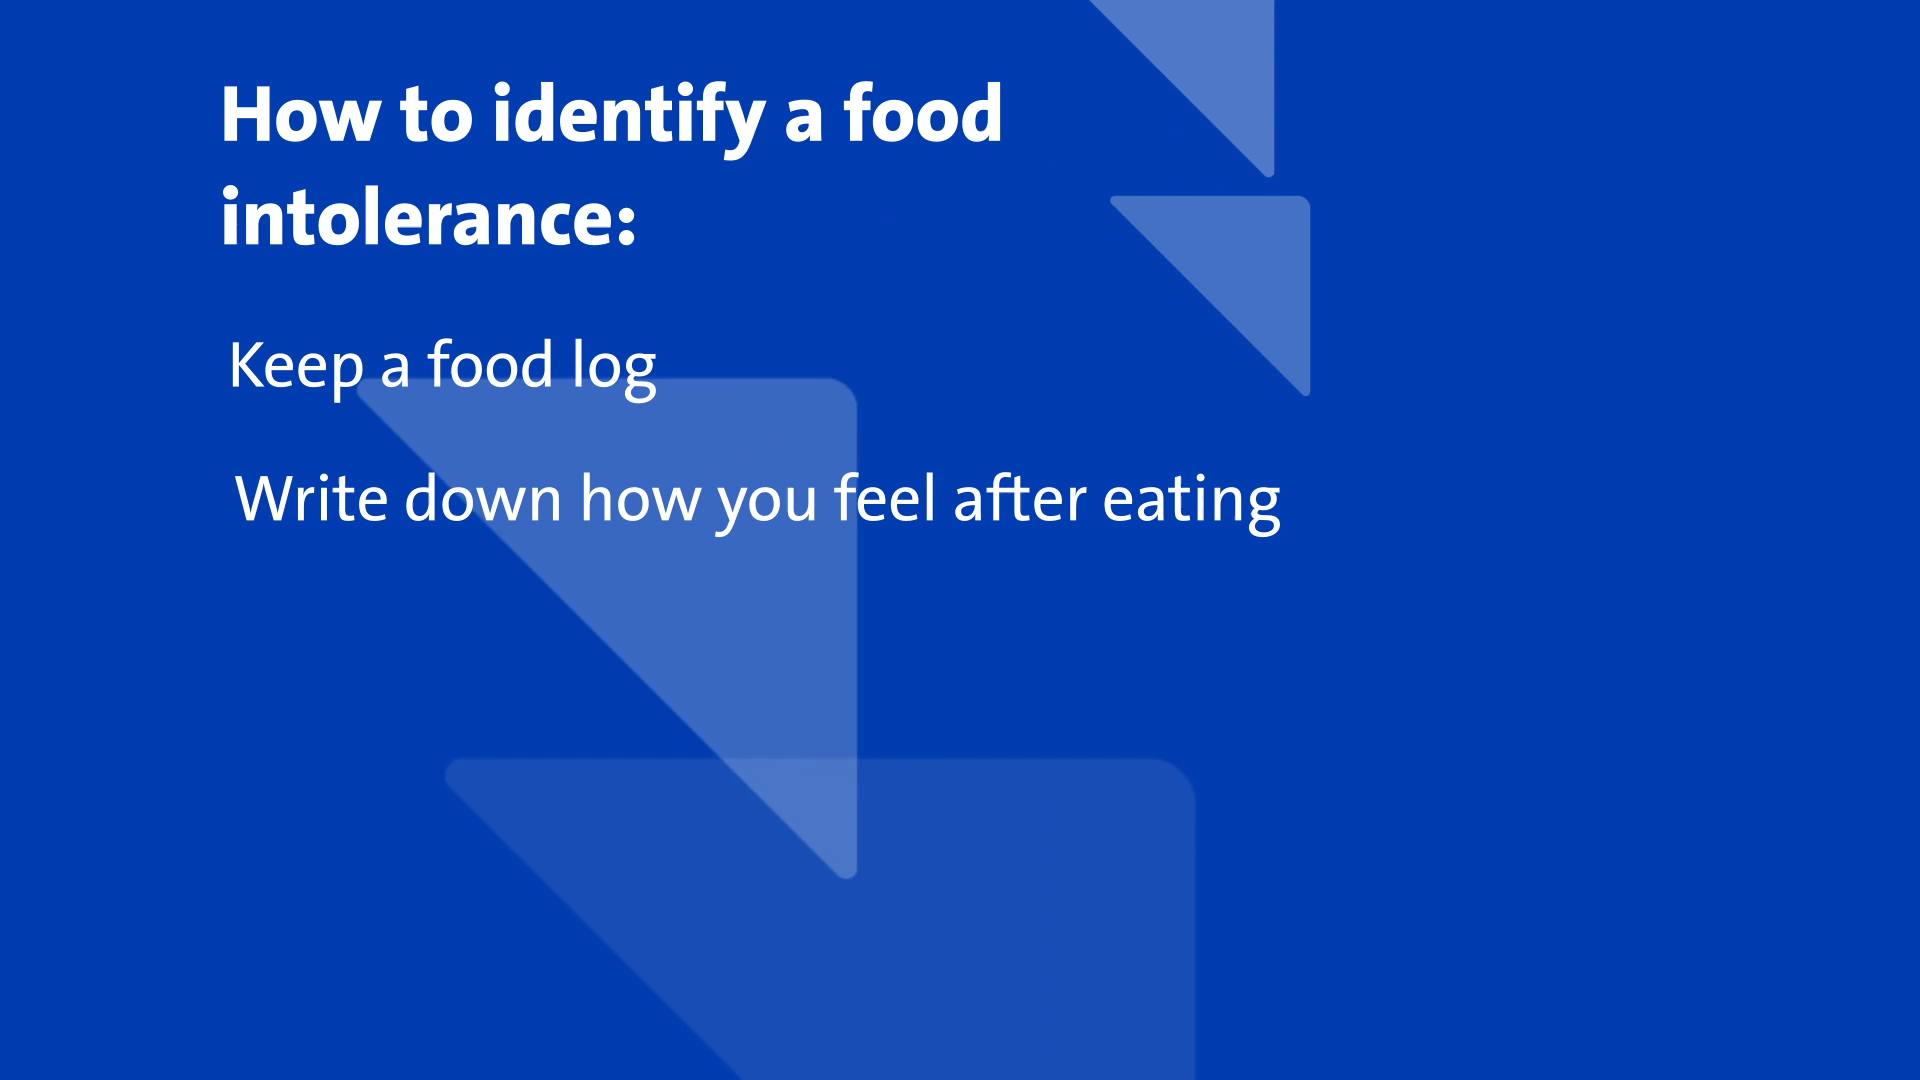 How to identify a food
intolerance:
Keep a food log
Write down how you feel after eating